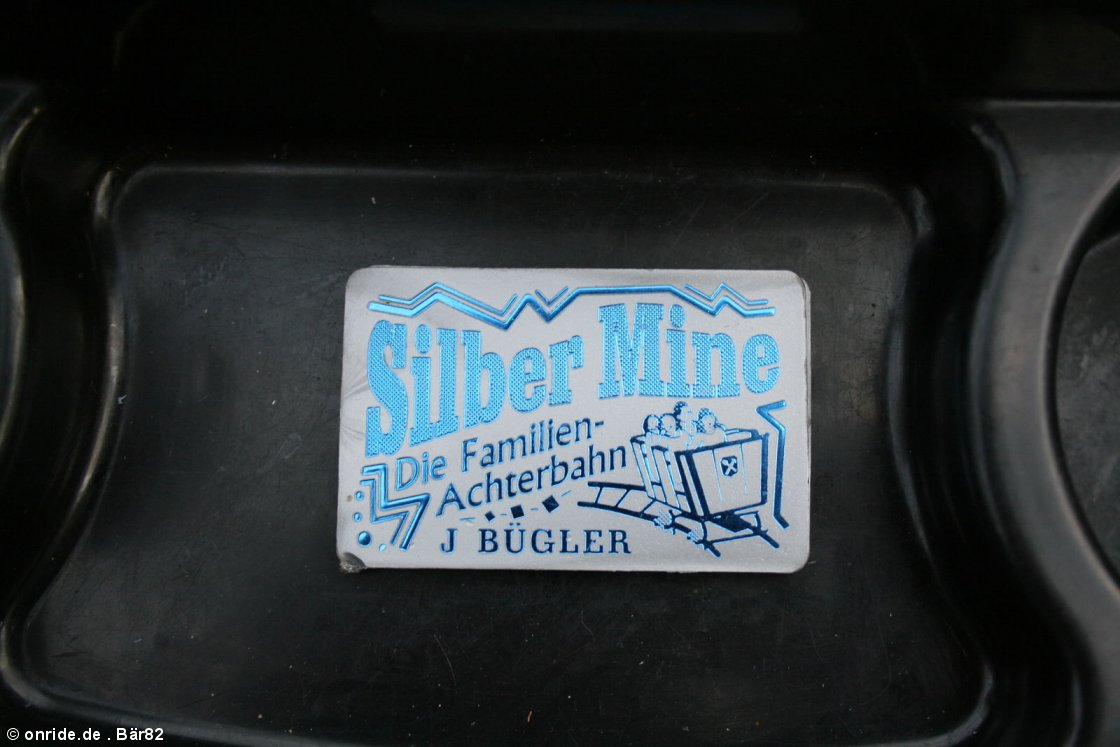 Silber Mine
Die Familien-
Achterbahn
J BÜGLER
© onride.de . Bär82